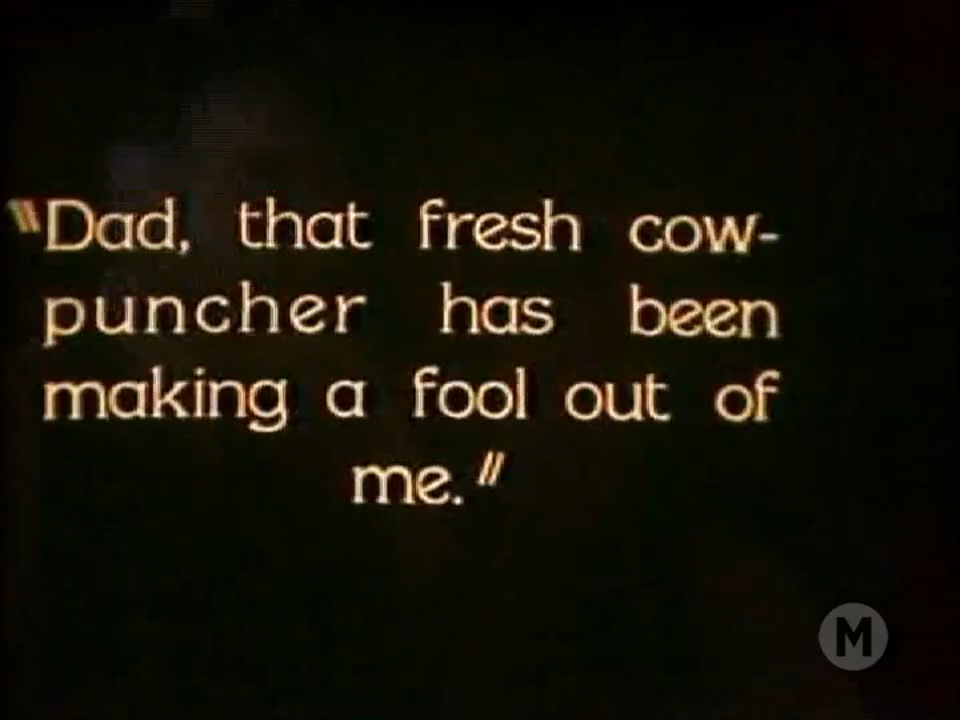 "Dad, that fresh cow-
puncher has been
making a fool out of
me."
M